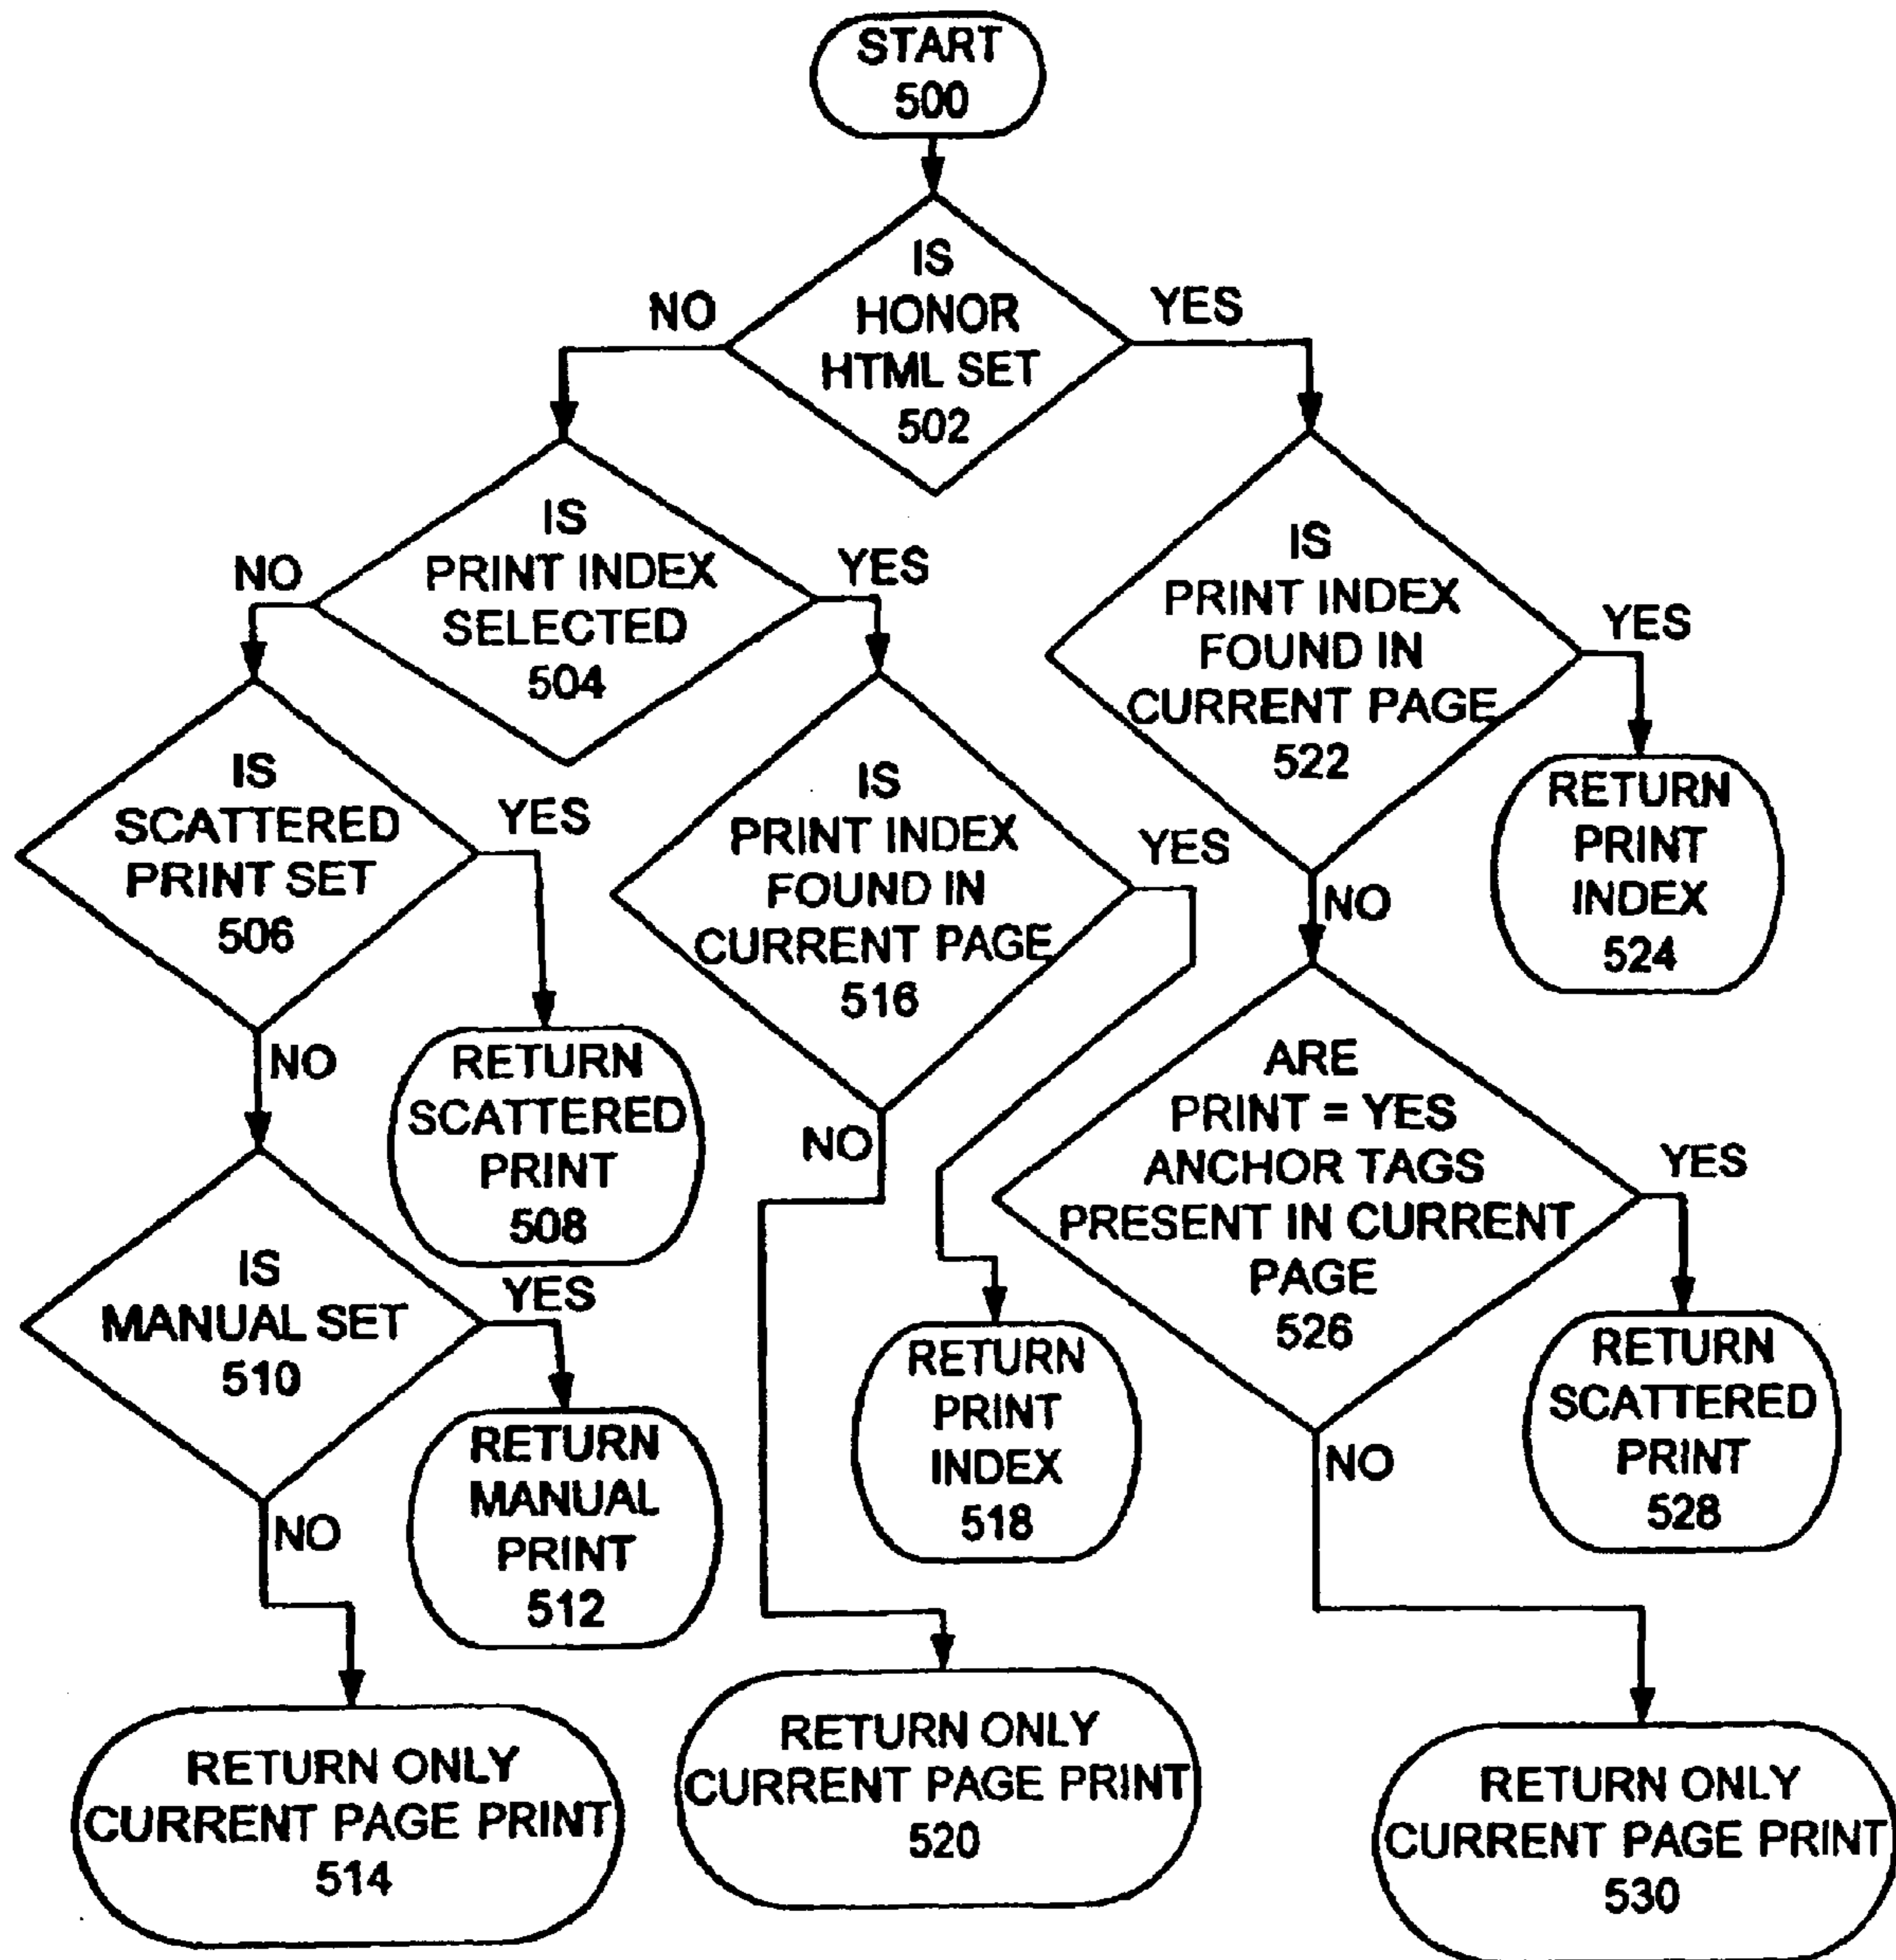 START
500
IS
HONOR
HTML SET
502
NO
YES
IS
PRINT INDEX
SELECTED
504
NO
YES
IS
PRINT INDEX
FOUND IN
CURRENT PAGE
522
YES
NO
RETURN
PRINT
INDEX
524
IS
SCATTERED
PRINT SET
506
YES
NO
IS
PRINT INDEX
FOUND IN
CURRENT PAGE
516
YES
NO
RETURN
SCATTERED
PRINT
508
ARE
PRINT = YES
ANCHOR TAGS
PRESENT IN CURRENT
PAGE
526
YES
NO
IS
MANUAL SET
510
YES
NO
RETURN
MANUAL
PRINT
512
RETURN
PRINT
INDEX
518
RETURN
SCATTERED
PRINT
528
RETURN ONLY
CURRENT PAGE PRINT
514
RETURN ONLY
CURRENT PAGE PRINT
520
RETURN ONLY
CURRENT PAGE PRINT
530